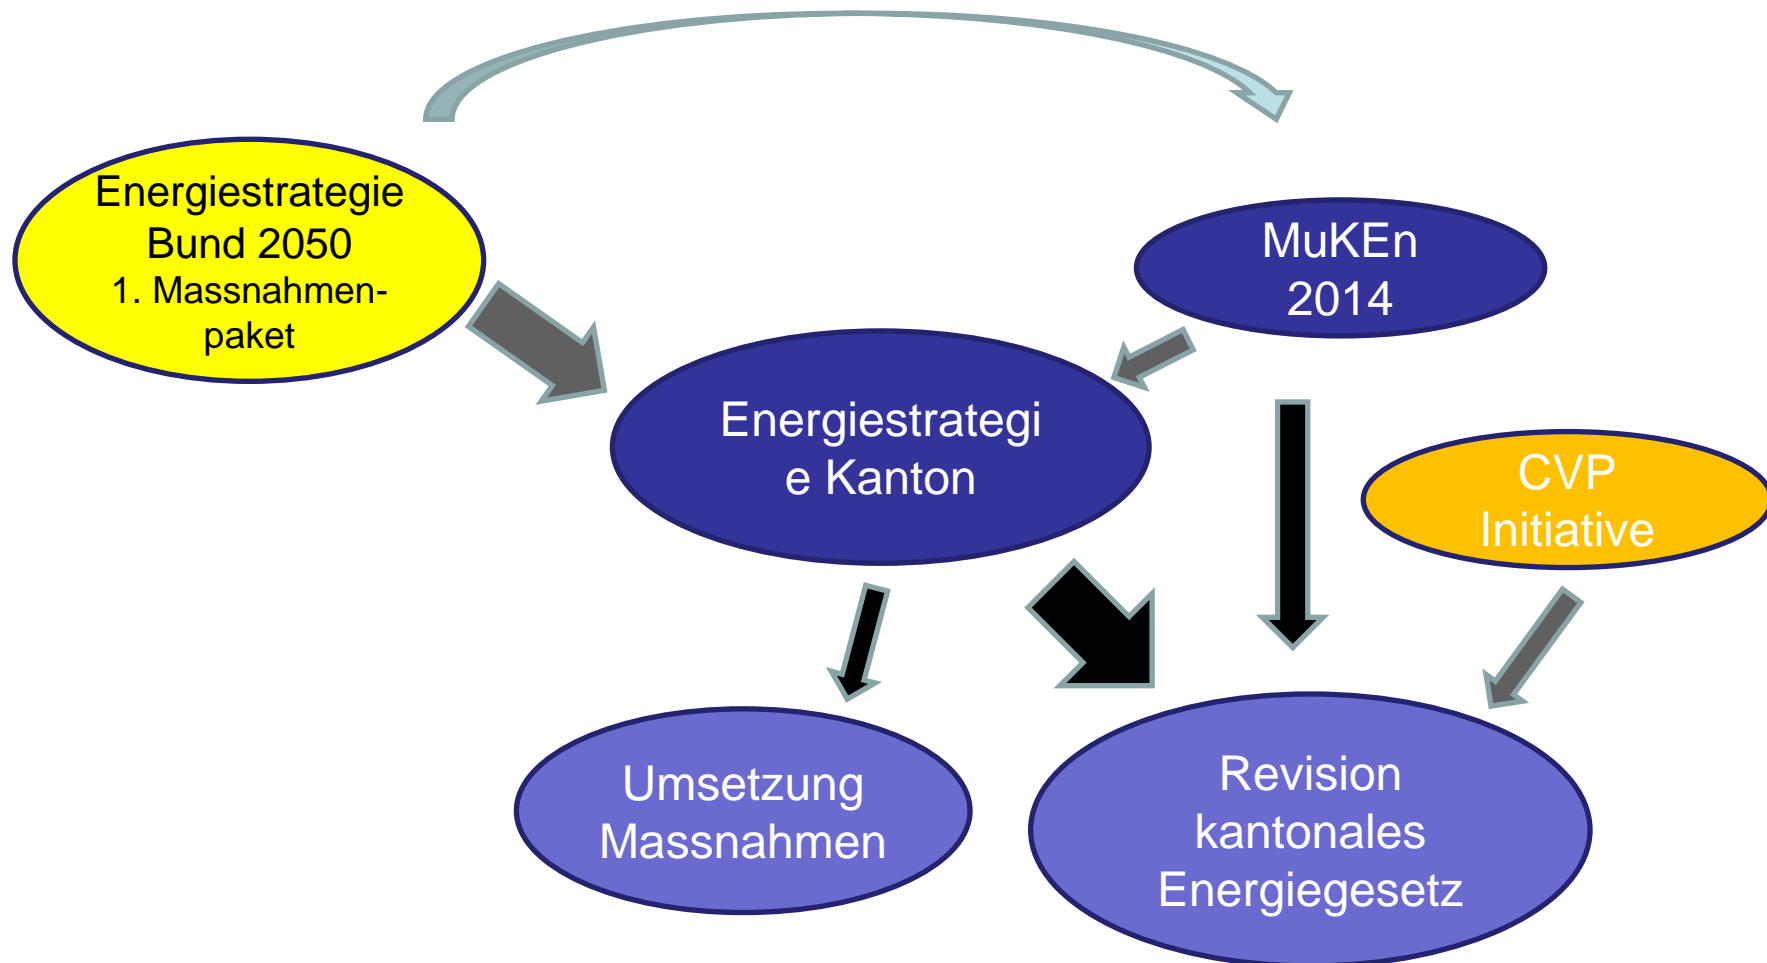 Energiestrategie
Bund 2050
1. Massnahmen-
paket
MuKEn
2014
Energiestrategi
e Kanton
CVP
Initiative
Umsetzung
Massnahmen
Revision
kantonales
Energiegesetz